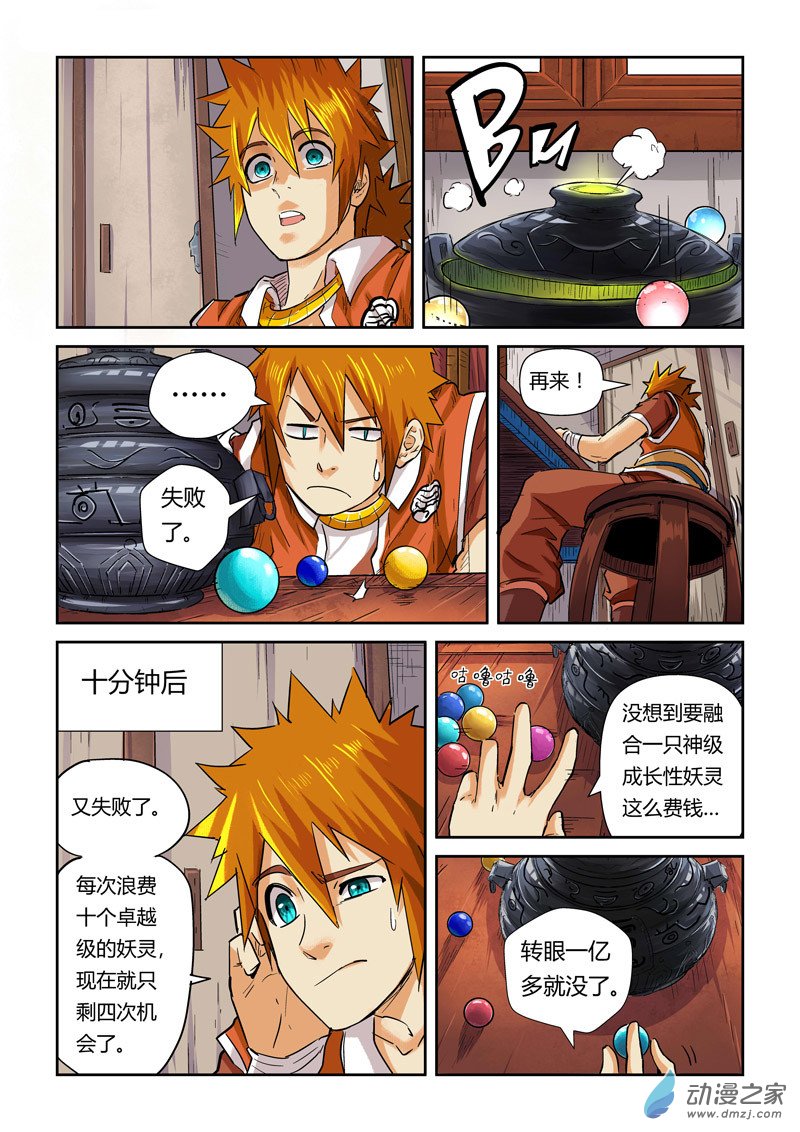 Bu
……
失败
了。
再来！
十分钟后
又失败了。
每次浪费
十个卓越
级的妖灵，
现在就只
剩四次机
会了。
咕噜咕噜
没想到要融
合一只神级
成长性妖灵
这么费钱…
转眼一亿
多就没了。
动漫之家
www.dmzj.com